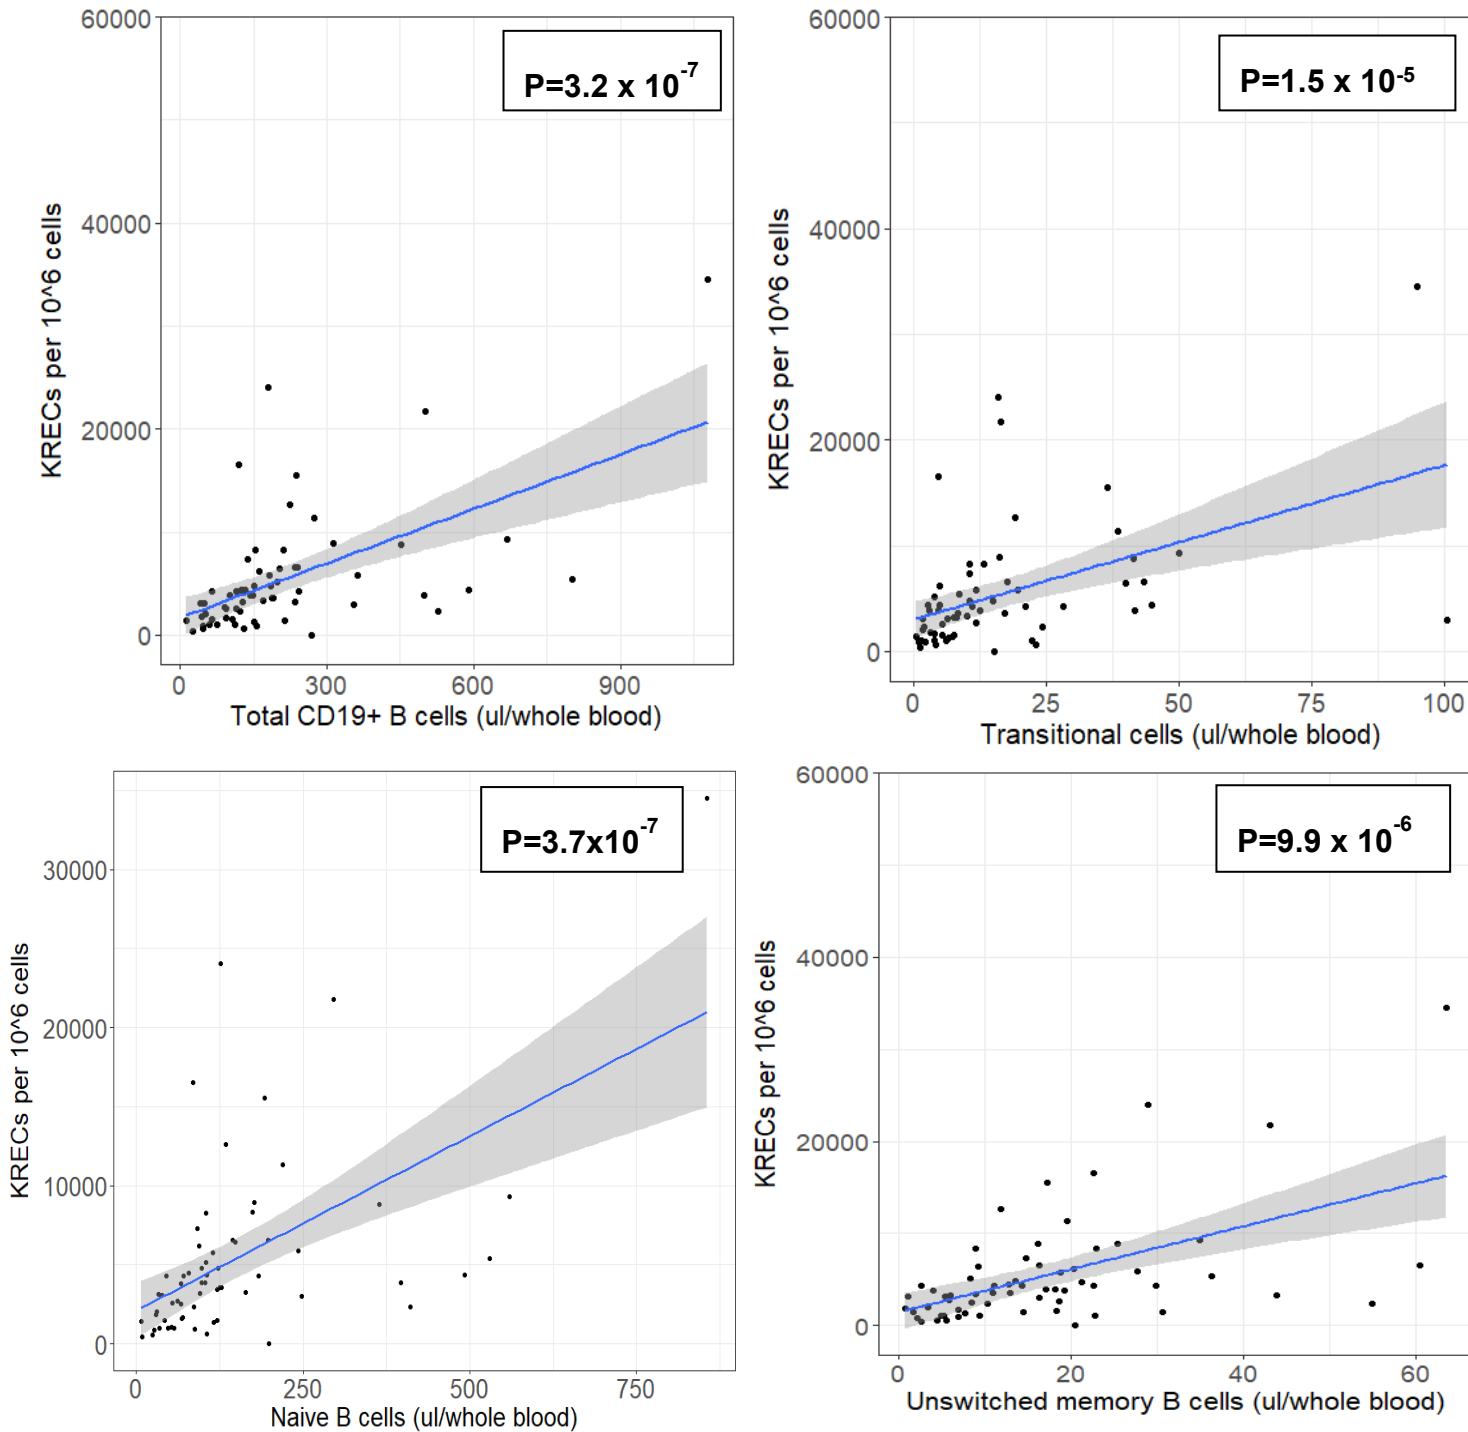 P=3.2 x 10-7
KRECs per 10^6 cells
60000
40000
20000
0
0 300 600 900
Total CD19+ B cells (ul/whole blood)
P=1.5 x 10-5
KRECs per 10^6 cells
60000
40000
20000
0
0 25 50 75 100
Transitional cells (ul/whole blood)
P=3.7x10-7
KRECs per 10^6 cells
30000
20000
10000
0
0 250 500 750
Naive B cells (ul/whole blood)
P=9.9 x 10-6
KRECs per 10^6 cells
60000
40000
20000
0
0 20 40 60
Unswitched memory B cells (ul/whole blood)